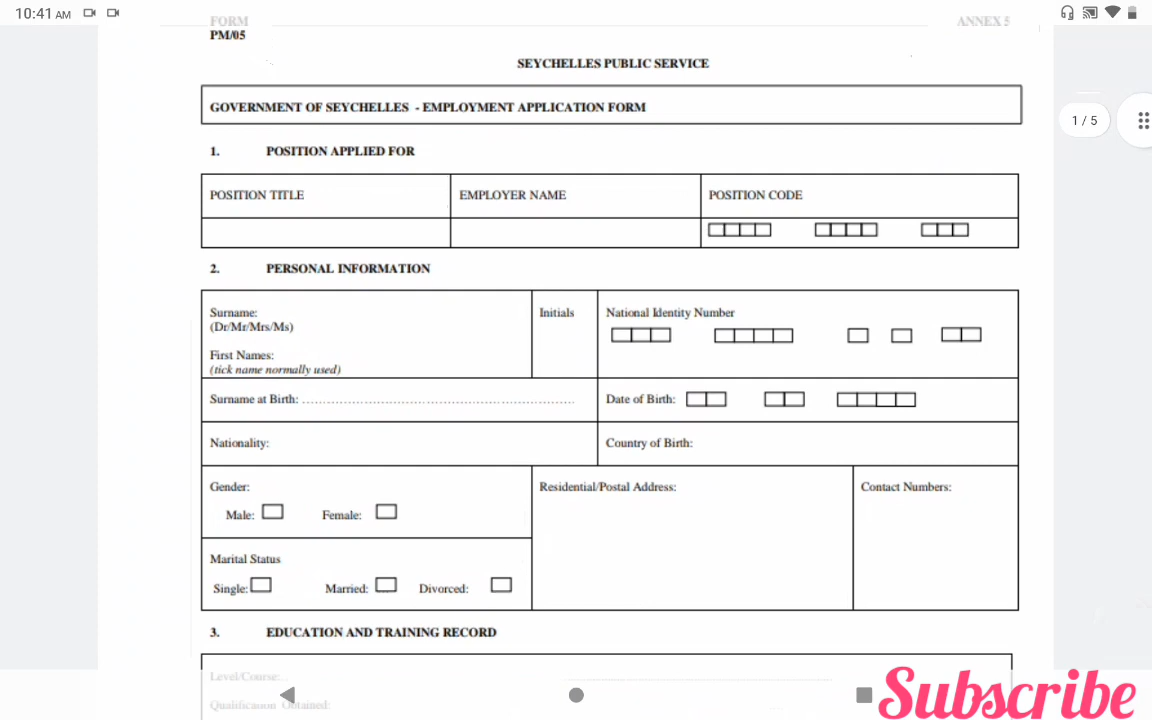 10:41 AM
FORM ANNEX 5
PM/05
SEYCHELLES PUBLIC SERVICE
GOVERNMENT OF SEYCHELLES - EMPLOYMENT APPLICATION FORM
1 / 5
1. POSITION APPLIED FOR
POSITION TITLE EMPLOYER NAME POSITION CODE
2. PERSONAL INFORMATION
Surname: Initials National Identity Number
(Dr/Mr/Mrs/Ms)
First Names:
(tick name normally used)
Surname at Birth: ................................................................ Date of Birth:
Nationality: Country of Birth:
Gender: Residential/Postal Address: Contact Numbers:
Male: Female:
Marital Status
Single: Married: Divorced:
3. EDUCATION AND TRAINING RECORD
Level/Course:
Qualification Obtained:
Subscribe